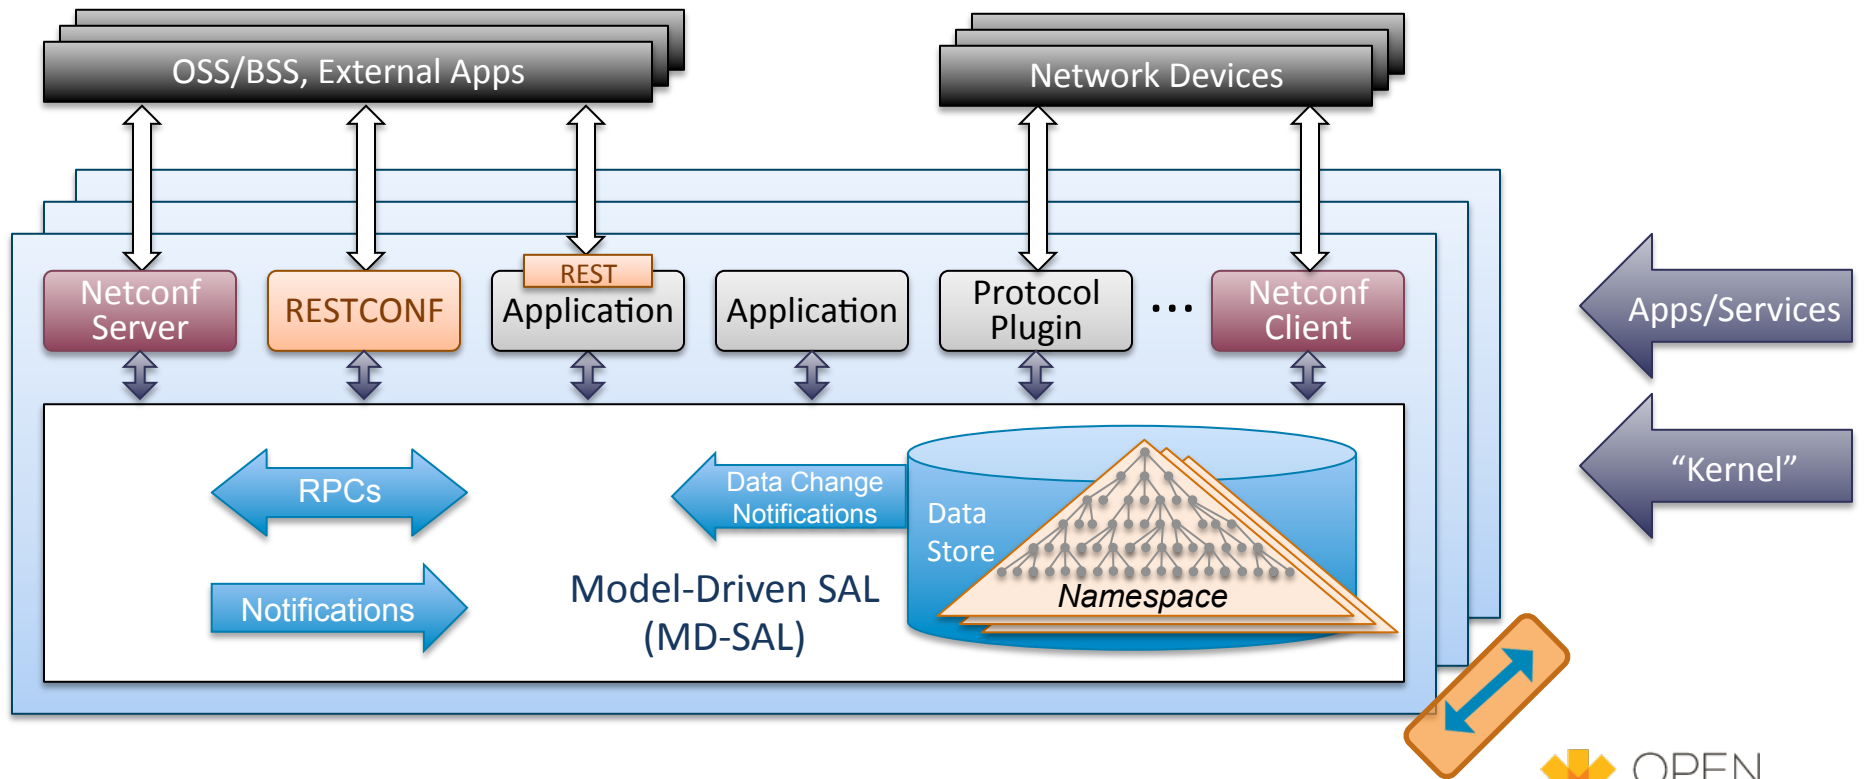 OSS/BSS, External Apps
Network Devices
Netconf
Server
RESTCONF
REST
Application
Application
Protocol
Plugin
...
Netconf
Client
Apps/Services
RPCs
Data Change
Notifications
Data
Store
Namespace
"Kernel"
Notifications
Model-Driven SAL
(MD-SAL)
OPEN